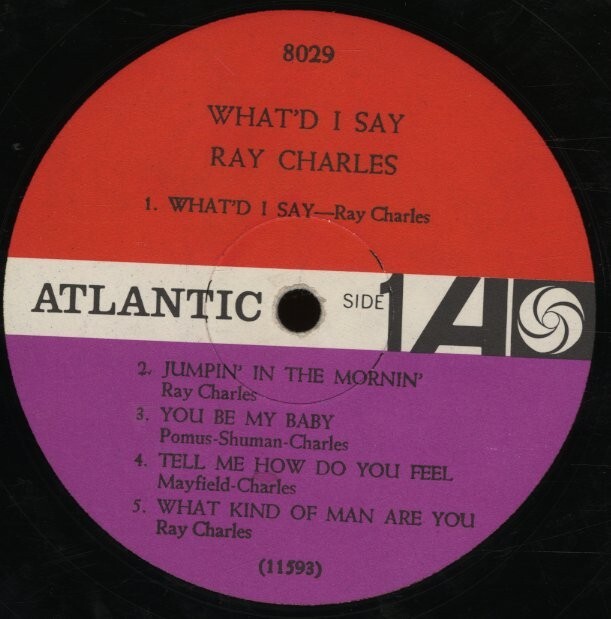 8029
WHAT'D I SAY
RAY CHARLES
1. WHAT'D I SAY—Ray Charles
ATLANTIC SIDE 1 A
2. JUMPIN' IN THE MORNIN'
Ray Charles
3. YOU BE MY BABY
Pomus-Shuman-Charles
4. TELL ME HOW DO YOU FEEL
Mayfield-Charles
5. WHAT KIND OF MAN ARE YOU
Ray Charles
(11593)